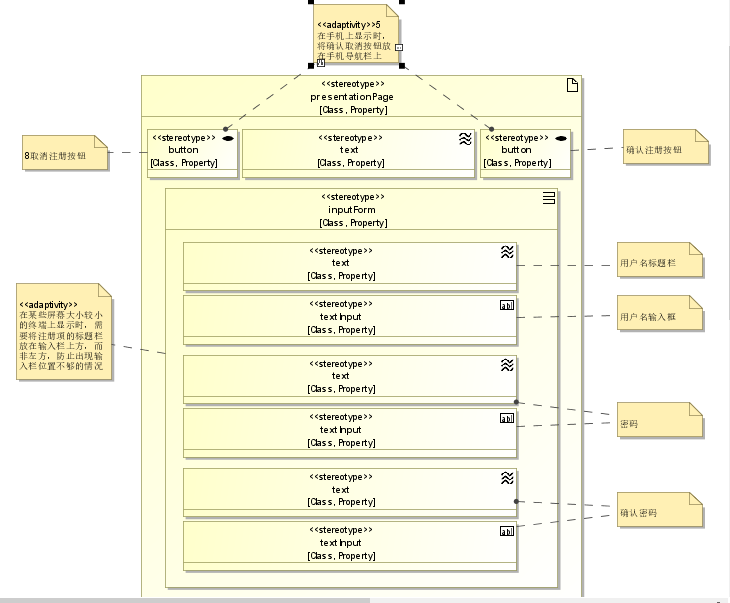 <<adaptivity>>5
在手机上显示时，
将确认取消按钮放
在手机导航栏上
<<stereotype>>
presentationPage
[Class, Property]
8取消注册按钮
<<stereotype>>
button
[Class, Property]
<<stereotype>>
text
[Class, Property]
<<stereotype>>
button
[Class, Property]
确认注册按钮
<<stereotype>>
inputForm
[Class, Property]
<<stereotype>>
text
[Class, Property]
用户名标题栏
<<stereotype>>
textInput
[Class, Property]
abl
用户名输入框
<<adaptivity>>
在某些屏幕大小较小
的终端上显示时，需
要将注册项的标题栏
放在输入栏上方，而
非左方，防止出现输
入栏位置不够的情况
<<stereotype>>
text
[Class, Property]
<<stereotype>>
textInput
[Class, Property]
abl
密码
<<stereotype>>
text
[Class, Property]
<<stereotype>>
textInput
[Class, Property]
abl
确认密码